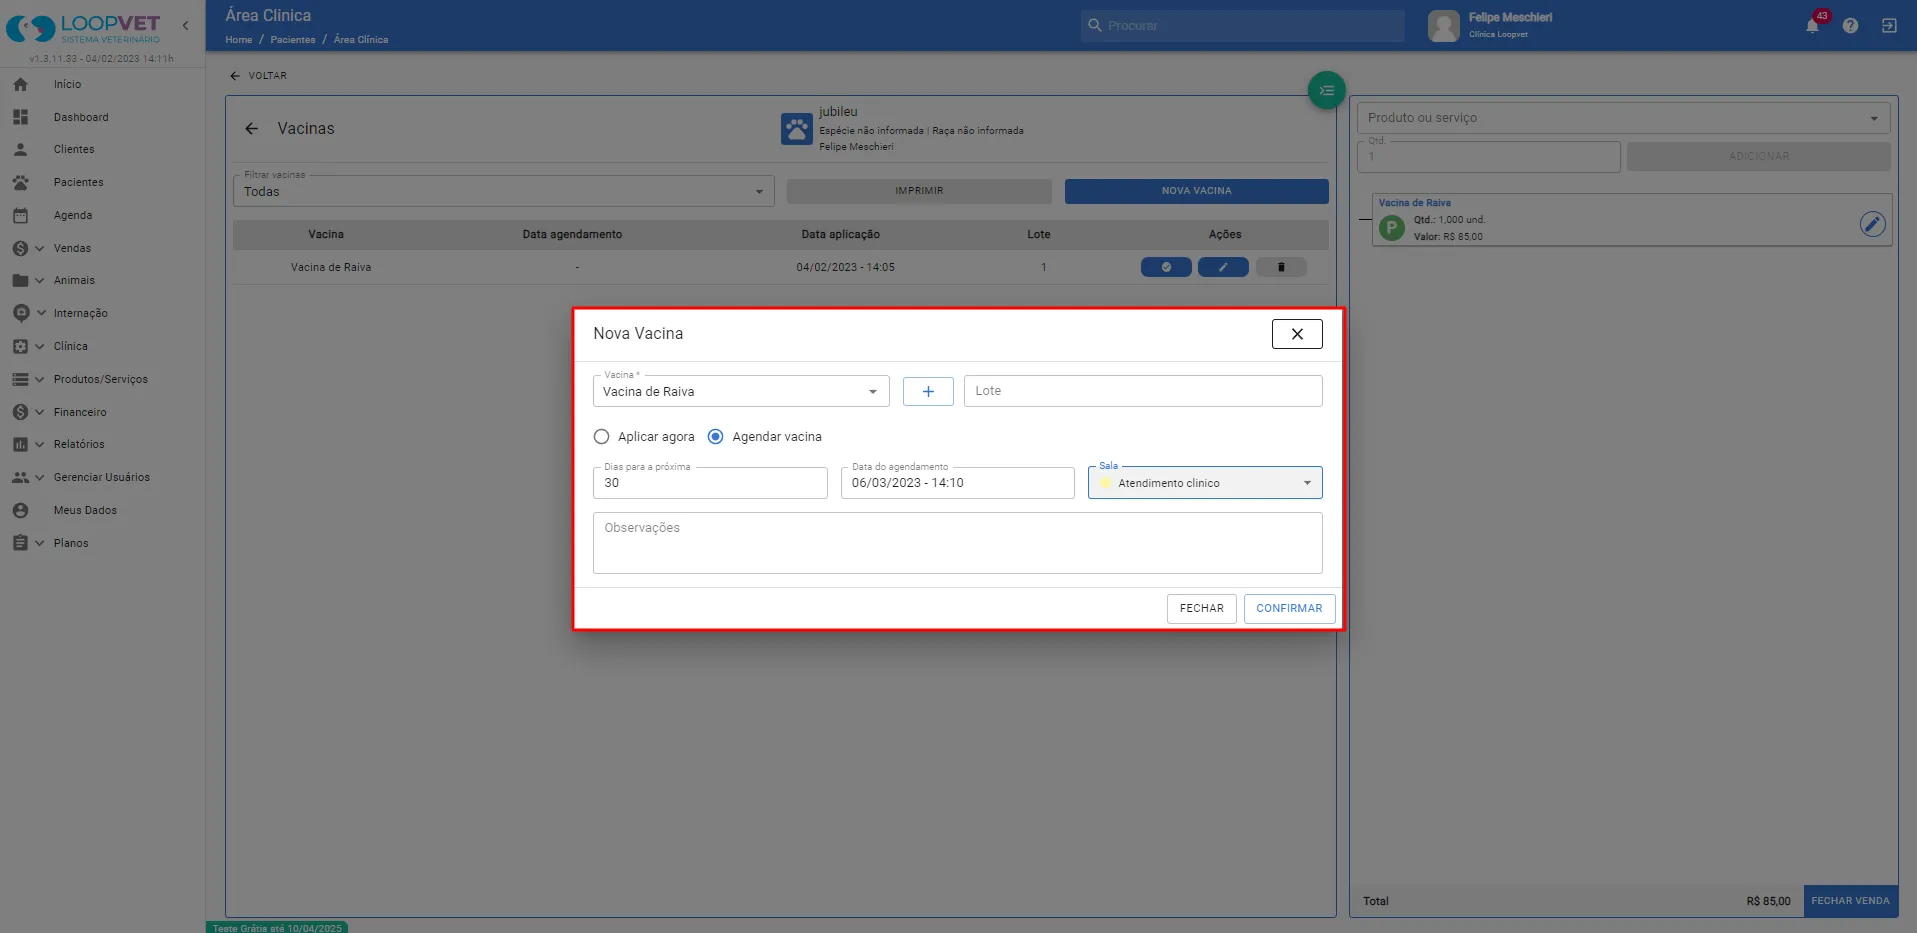 LOOPVET
SISTEMA VETERINÁRIO
v1.3.11.33 - 04/02/2023 14:11h
Início
Dashboard
Clientes
Pacientes
Agenda
Vendas
Animais
Internação
Clínica
Produtos/Serviços
Financeiro
Relatórios
Gerenciar Usuários
Meus Dados
Planos
Área Clinica
Home / Pacientes / Área Clinica
Procurar
Felipe Meschieri
Clínica Loopvet
43
VOLTAR
Vacinas
jubileu
Espécie não informada | Raça não informada
Felipe Meschieri
Filtrar vacinas
Todas
IMPRIMIR
NOVA VACINA
Vacina Data agendamento Data aplicação Lote Ações
Vacina de Raiva - 04/02/2023 - 14:05 1
Nova Vacina
Vacina *
Vacina de Raiva
+
Lote
Aplicar agora
Agendar vacina
Dias para a próxima
30
Data do agendamento
06/03/2023 - 14:10
Sala
Atendimento clinico
Observações
FECHAR
CONFIRMAR
Produto ou serviço
Qtd.
1
ADICIONAR
Vacina de Raiva
P
Qtd.: 1,000 und.
Valor: R$ 85,00
Total
R$ 85,00
FECHAR VENDA
Teste Grátis até 10/04/2025